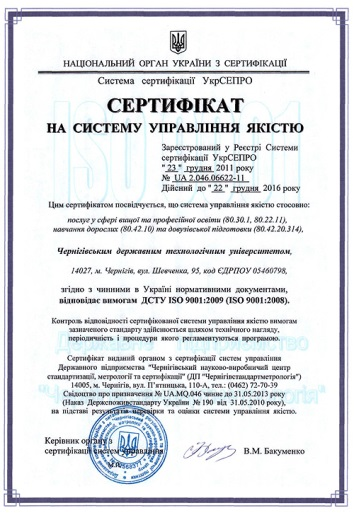 НАЦІОНАЛЬНИЙ ОРГАН УКРАЇНИ З СЕРТИФІКАЦІЇ
Система сертифікації УкрСЕПРО
СЕРТИФІКАТ
НА СИСТЕМУ УПРАВЛІННЯ ЯКІСТЮ
Зареєстрований у Реєстрі Системи
сертифікації УкрСЕПРО
"23" грудня 2011 року
№ UA 2.046.06622-11
Дійсний до "22" грудня 2016 року
Цим сертифікатом посвідчується, що система управління якістю стосовно:
послуг у сфері вищої та професійної освіти (80.30.1, 80.22.11),
навчання дорослих (80.42.10) та довузівської підготовки (80.42.20.314),
Чернігівським державним технологічним університетом,
14027, м. Чернігів, вул. Шевченка, 95, код ЄДРПОУ 05460798,
згідно з чинними в Україні нормативними документами,
відповідає вимогам ДСТУ ISO 9001:2009 (ISO 9001:2008).
Контроль відповідності сертифікованої системи управління якістю вимогам
зазначеного стандарту здійснюється шляхом технічного нагляду,
періодичність і процедури якого регламентуються програмою.
Сертифікат виданий органом з сертифікації систем управління
Державного підприємства "Чернігівський науково-виробничий центр
стандартизації, метрології та сертифікації" (ДП "Чернігівстандартметрологія")
14005, м. Чернігів, вул. П'ятницька, 110-А, тел.: (0462) 72-70-39
Свідоцтво про призначення № UA.MQ.046 чинне до 31.05.2013 року
(Наказ Держспоживстандарту України № 190 від 31.05.2010 року),
на підставі результатів перевірки та оцінки системи управління якістю.
Керівник органу з
сертифікації систем управління
В.М. Бакуменко